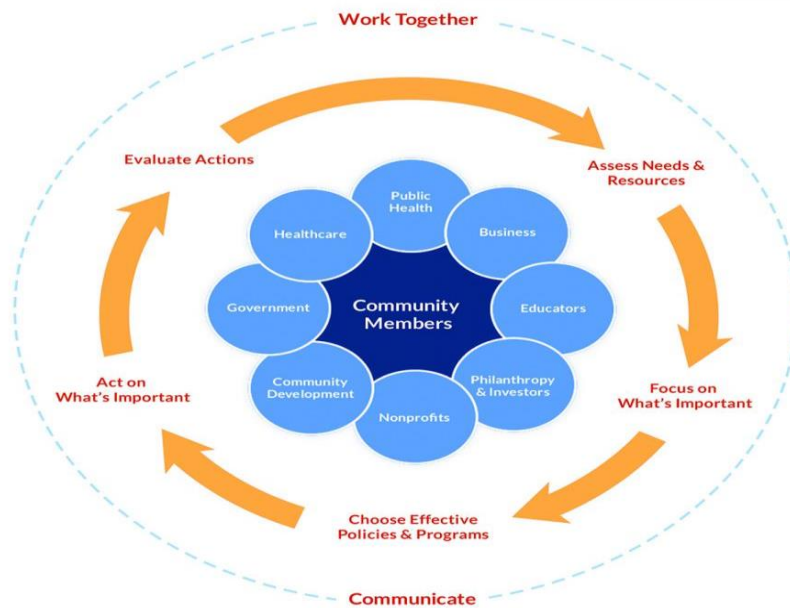 Work Together
Evaluate Actions
Assess Needs &
Resources
Public
Health
Healthcare
Business
Government
Community
Members
Educators
Community
Development
Philanthropy
& Investors
Nonprofits
Act on
What's Important
Focus on
What's Important
Choose Effective
Policies & Programs
Communicate